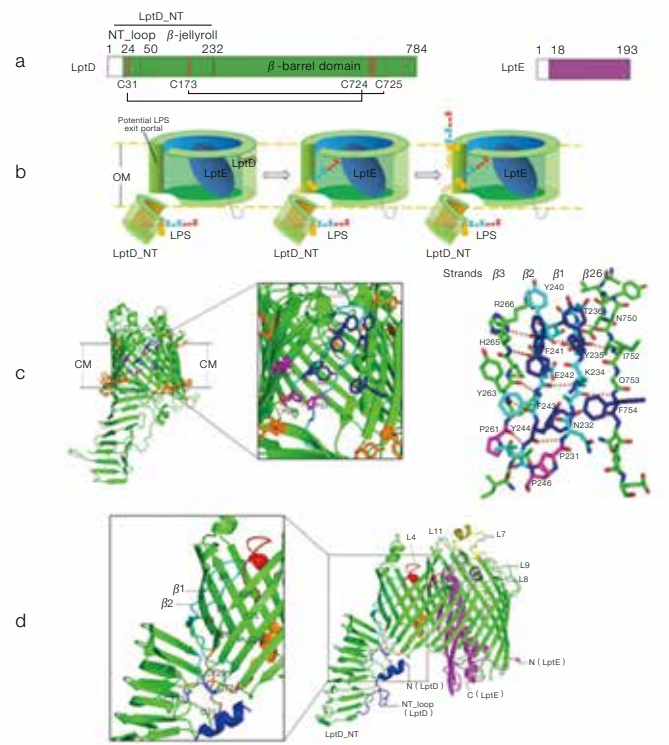 LptD_NT
NT_loop β-jellyroll
1 24 50 232 784
a
LptD
β-barrel domain
C31 C173 C724 C725
1 18 193
LptE
Potential LPS
exit portal
b
OM
LptE
LptD
LptE
LptE
LPS
LPS
LPS
LptD_NT
LptD_NT
LptD_NT
c
CM
CM
Strands β3 β2 β1 β26
Y240
R266
T236
N750
H265
F241
Y235
I752
E242
K234
O753
Y263
F243
F754
P261
Y244
N232
P231
P246
d
β1
β2
L4
L11
L7
L9
L8
N (LptE)
N (LptD)
C (LptE)
NT_loop
(LptD)
LptD_NT